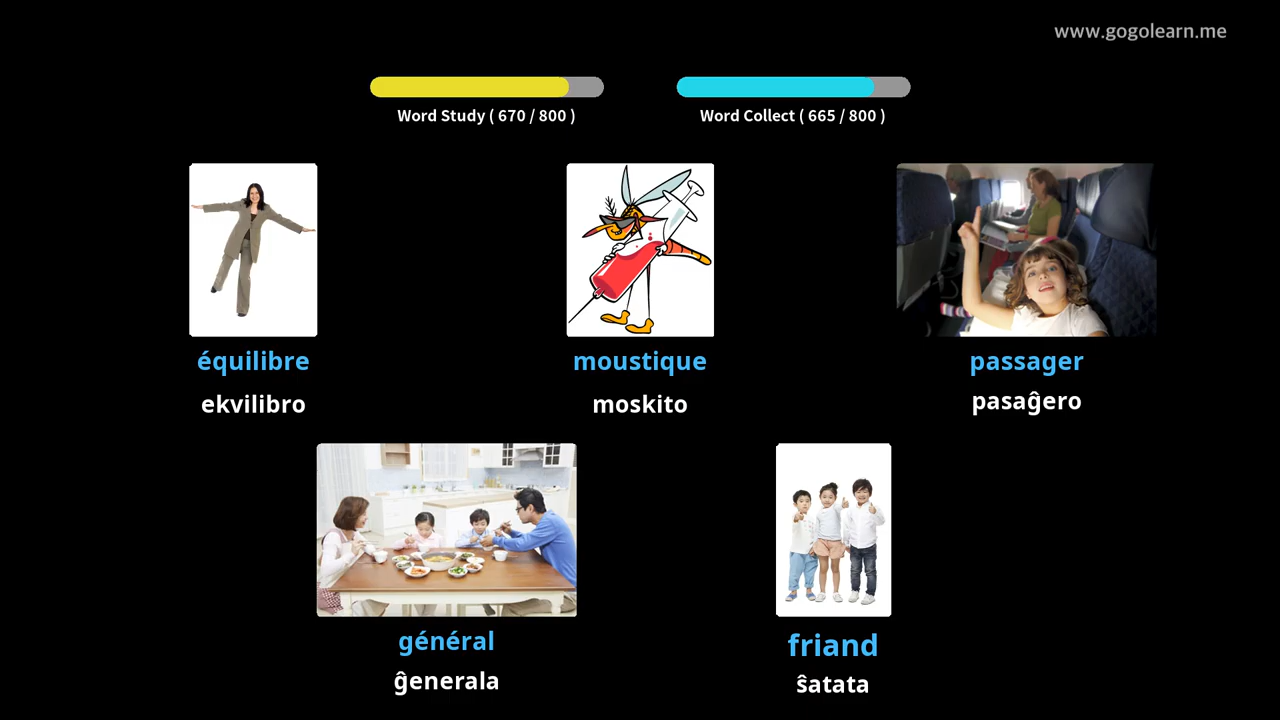 www.gogolearn.me
Word Study ( 670 / 800 )
Word Collect ( 665 / 800 )
équilibre
ekvilibro
moustique
moskito
passager
pasaĝero
général
ĝenerala
friand
ŝatata